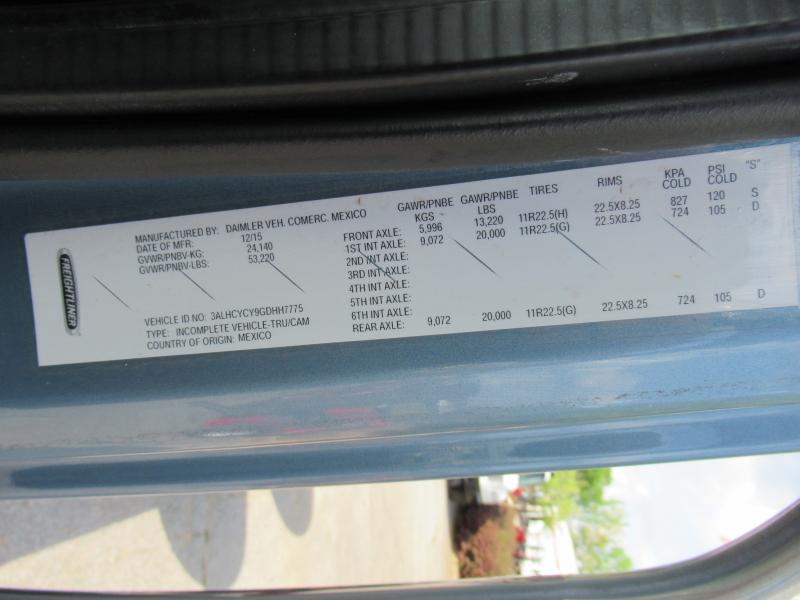 FREIGHTLINER
MANUFACTURED BY: DAIMLER VEH. COMERC. MEXICO
DATE OF MFR: 12/15
GVWR/PNBV-KG: 24,140
GVWR/PNBV-LBS: 53,220
VEHICLE ID NO: 3ALHCYCY9GDHH7775
TYPE: INCOMPLETE VEHICLE-TRU/CAM
COUNTRY OF ORIGIN: MEXICO
GAWR/PNBE KGS GAWR/PNBE LBS TIRES RIMS KPA COLD PSI COLD "S"
FRONT AXLE: 5,996 13,220 11R22.5(H) 22.5X8.25 827 120 S
1ST INT AXLE: 9,072 20,000 11R22.5(G) 22.5X8.25 724 105 D
2ND INT AXLE:
3RD INT AXLE:
4TH INT AXLE:
5TH INT AXLE:
6TH INT AXLE:
REAR AXLE: 9,072 20,000 11R22.5(G) 22.5X8.25 724 105 D